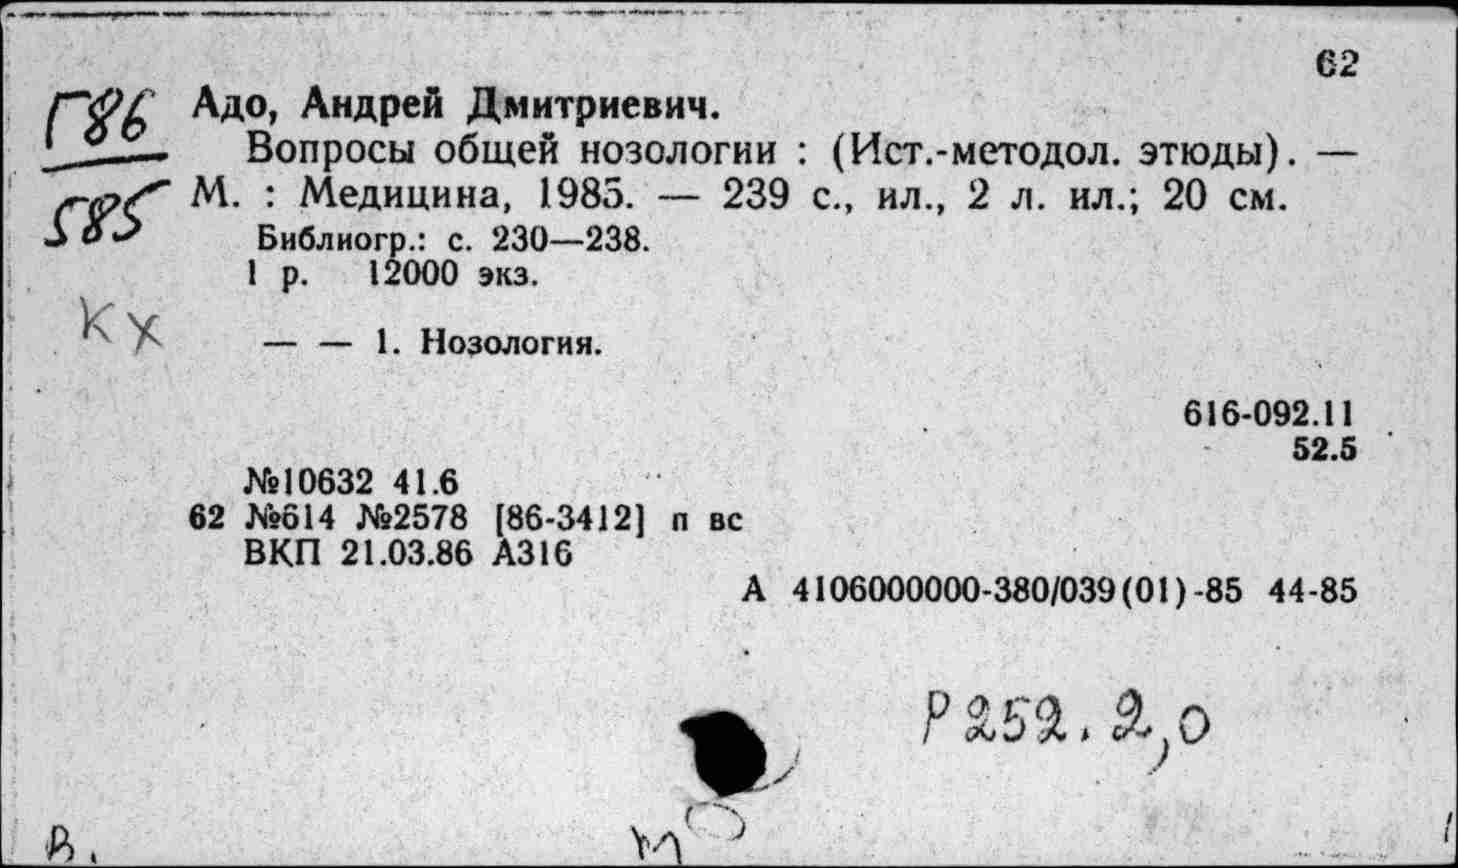 62
Г86
585
Адо, Андрей Дмитриевич.
Вопросы общей нозологии : (Ист.-методол. этюды). —
М. : Медицина, 1985. — 239 с., ил., 2 л. ил.; 20 см.
Библиогр.: с. 230—238.
1 р. 12000 экз.
кх
— — 1. Нозология.
616-092.11
52.5
№10632 41.6
62 №614 №2578 [86-3412] п вс
ВКП 21.03.86 А316
А 4106000000-380/039(01)-85 44-85
Р252.2,0
В.